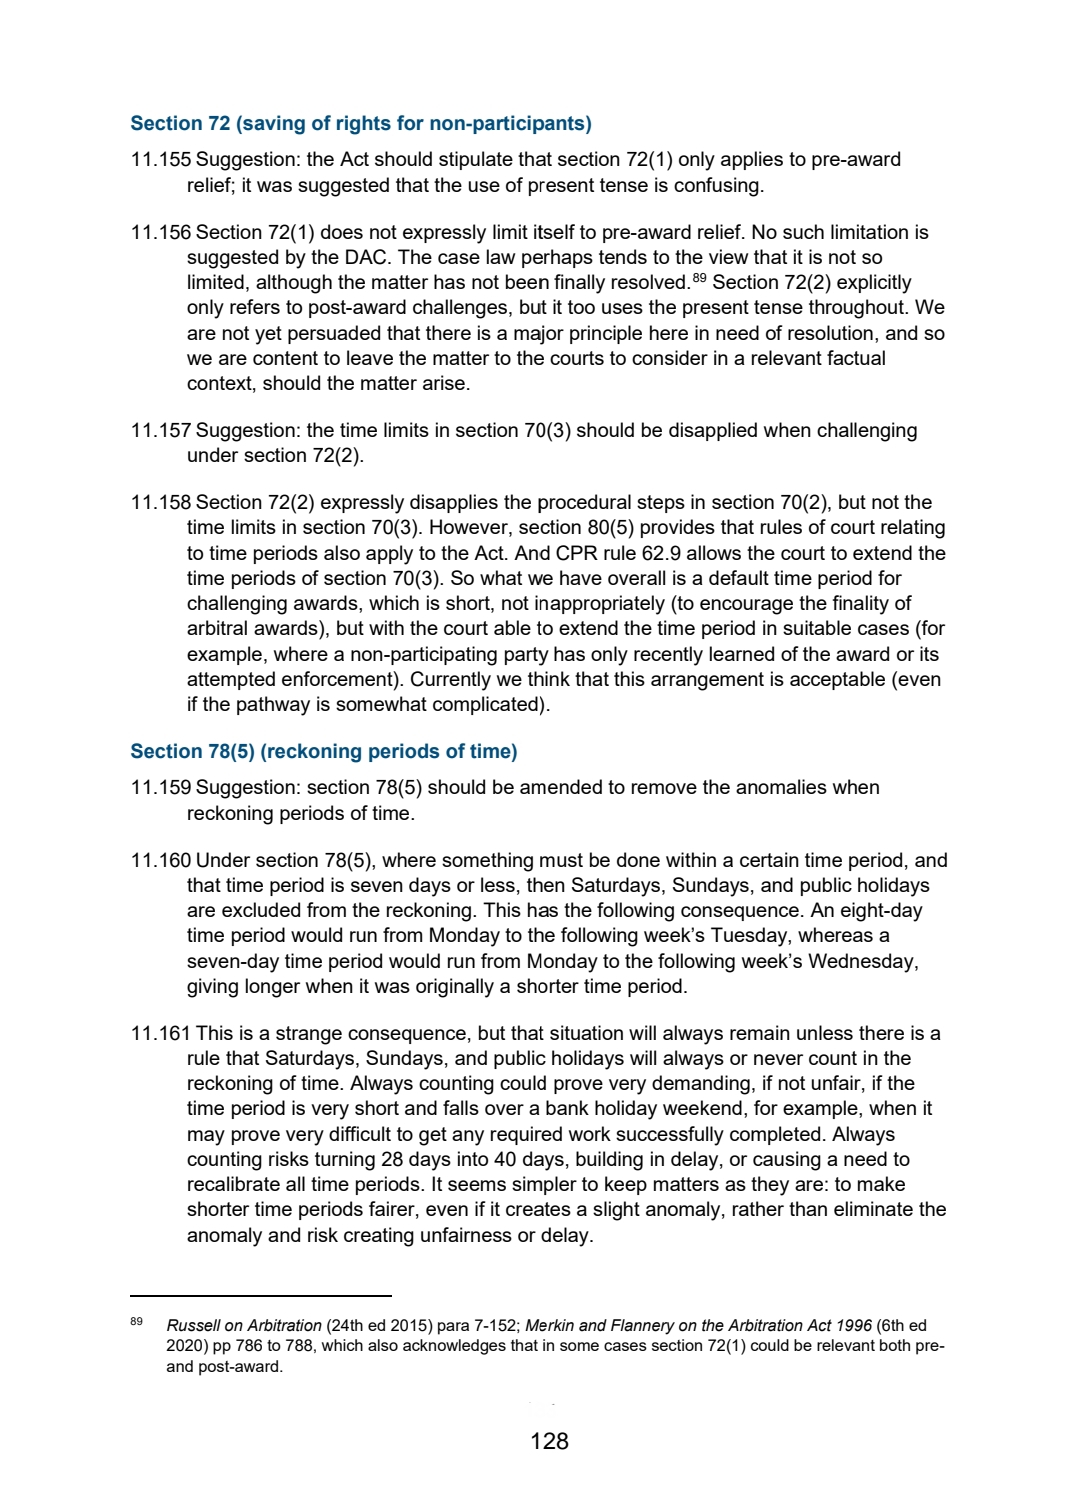 Section 72 (saving of rights for non-participants)
11.155 Suggestion: the Act should stipulate that section 72(1) only applies to pre-award
relief; it was suggested that the use of present tense is confusing.
11.156 Section 72(1) does not expressly limit itself to pre-award relief. No such limitation is
suggested by the DAC. The case law perhaps tends to the view that it is not so
limited, although the matter has not been finally resolved.89 Section 72(2) explicitly
only refers to post-award challenges, but it too uses the present tense throughout. We
are not yet persuaded that there is a major principle here in need of resolution, and so
we are content to leave the matter to the courts to consider in a relevant factual
context, should the matter arise.
11.157 Suggestion: the time limits in section 70(3) should be disapplied when challenging
under section 72(2).
11.158 Section 72(2) expressly disapplies the procedural steps in section 70(2), but not the
time limits in section 70(3). However, section 80(5) provides that rules of court relating
to time periods also apply to the Act. And CPR rule 62.9 allows the court to extend the
time periods of section 70(3). So what we have overall is a default time period for
challenging awards, which is short, not inappropriately (to encourage the finality of
arbitral awards), but with the court able to extend the time period in suitable cases (for
example, where a non-participating party has only recently learned of the award or its
attempted enforcement). Currently we think that this arrangement is acceptable (even
if the pathway is somewhat complicated).
Section 78(5) (reckoning periods of time)
11.159 Suggestion: section 78(5) should be amended to remove the anomalies when
reckoning periods of time.
11.160 Under section 78(5), where something must be done within a certain time period, and
that time period is seven days or less, then Saturdays, Sundays, and public holidays
are excluded from the reckoning. This has the following consequence. An eight-day
time period would run from Monday to the following week's Tuesday, whereas a
seven-day time period would run from Monday to the following week's Wednesday,
giving longer when it was originally a shorter time period.
11.161 This is a strange consequence, but that situation will always remain unless there is a
rule that Saturdays, Sundays, and public holidays will always or never count in the
reckoning of time. Always counting could prove very demanding, if not unfair, if the
time period is very short and falls over a bank holiday weekend, for example, when it
may prove very difficult to get any required work successfully completed. Always
counting risks turning 28 days into 40 days, building in delay, or causing a need to
recalibrate all time periods. It seems simpler to keep matters as they are: to make
shorter time periods fairer, even if it creates a slight anomaly, rather than eliminate the
anomaly and risk creating unfairness or delay.
89 Russell on Arbitration (24th ed 2015) para 7-152; Merkin and Flannery on the Arbitration Act 1996 (6th ed
2020) pp 786 to 788, which also acknowledges that in some cases section 72(1) could be relevant both pre-
and post-award.
128